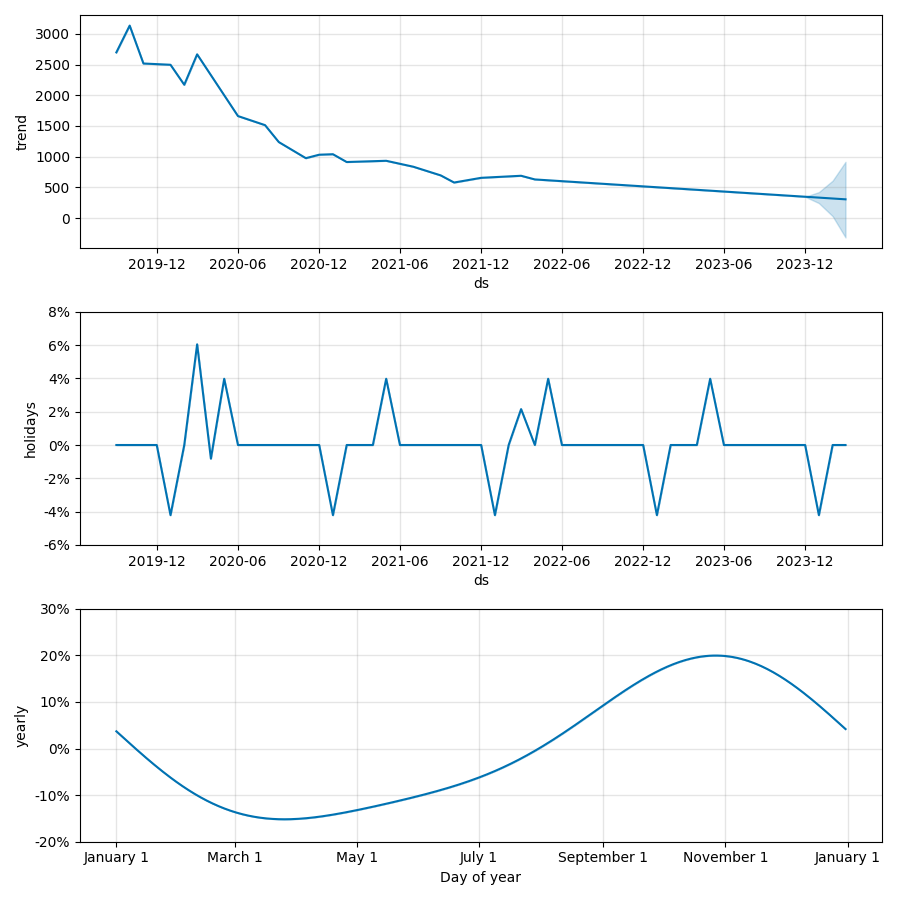 3000
2500
2000
1500
1000
500
0
trend
2019-12 2020-06 2020-12 2021-06 2021-12 2022-06 2022-12 2023-06 2023-12
ds
8%
6%
4%
2%
0%
-2%
-4%
-6%
holidays
2019-12 2020-06 2020-12 2021-06 2021-12 2022-06 2022-12 2023-06 2023-12
ds
30%
20%
10%
0%
-10%
-20%
yearly
January 1 March 1 May 1 July 1 September 1 November 1 January 1
Day of year